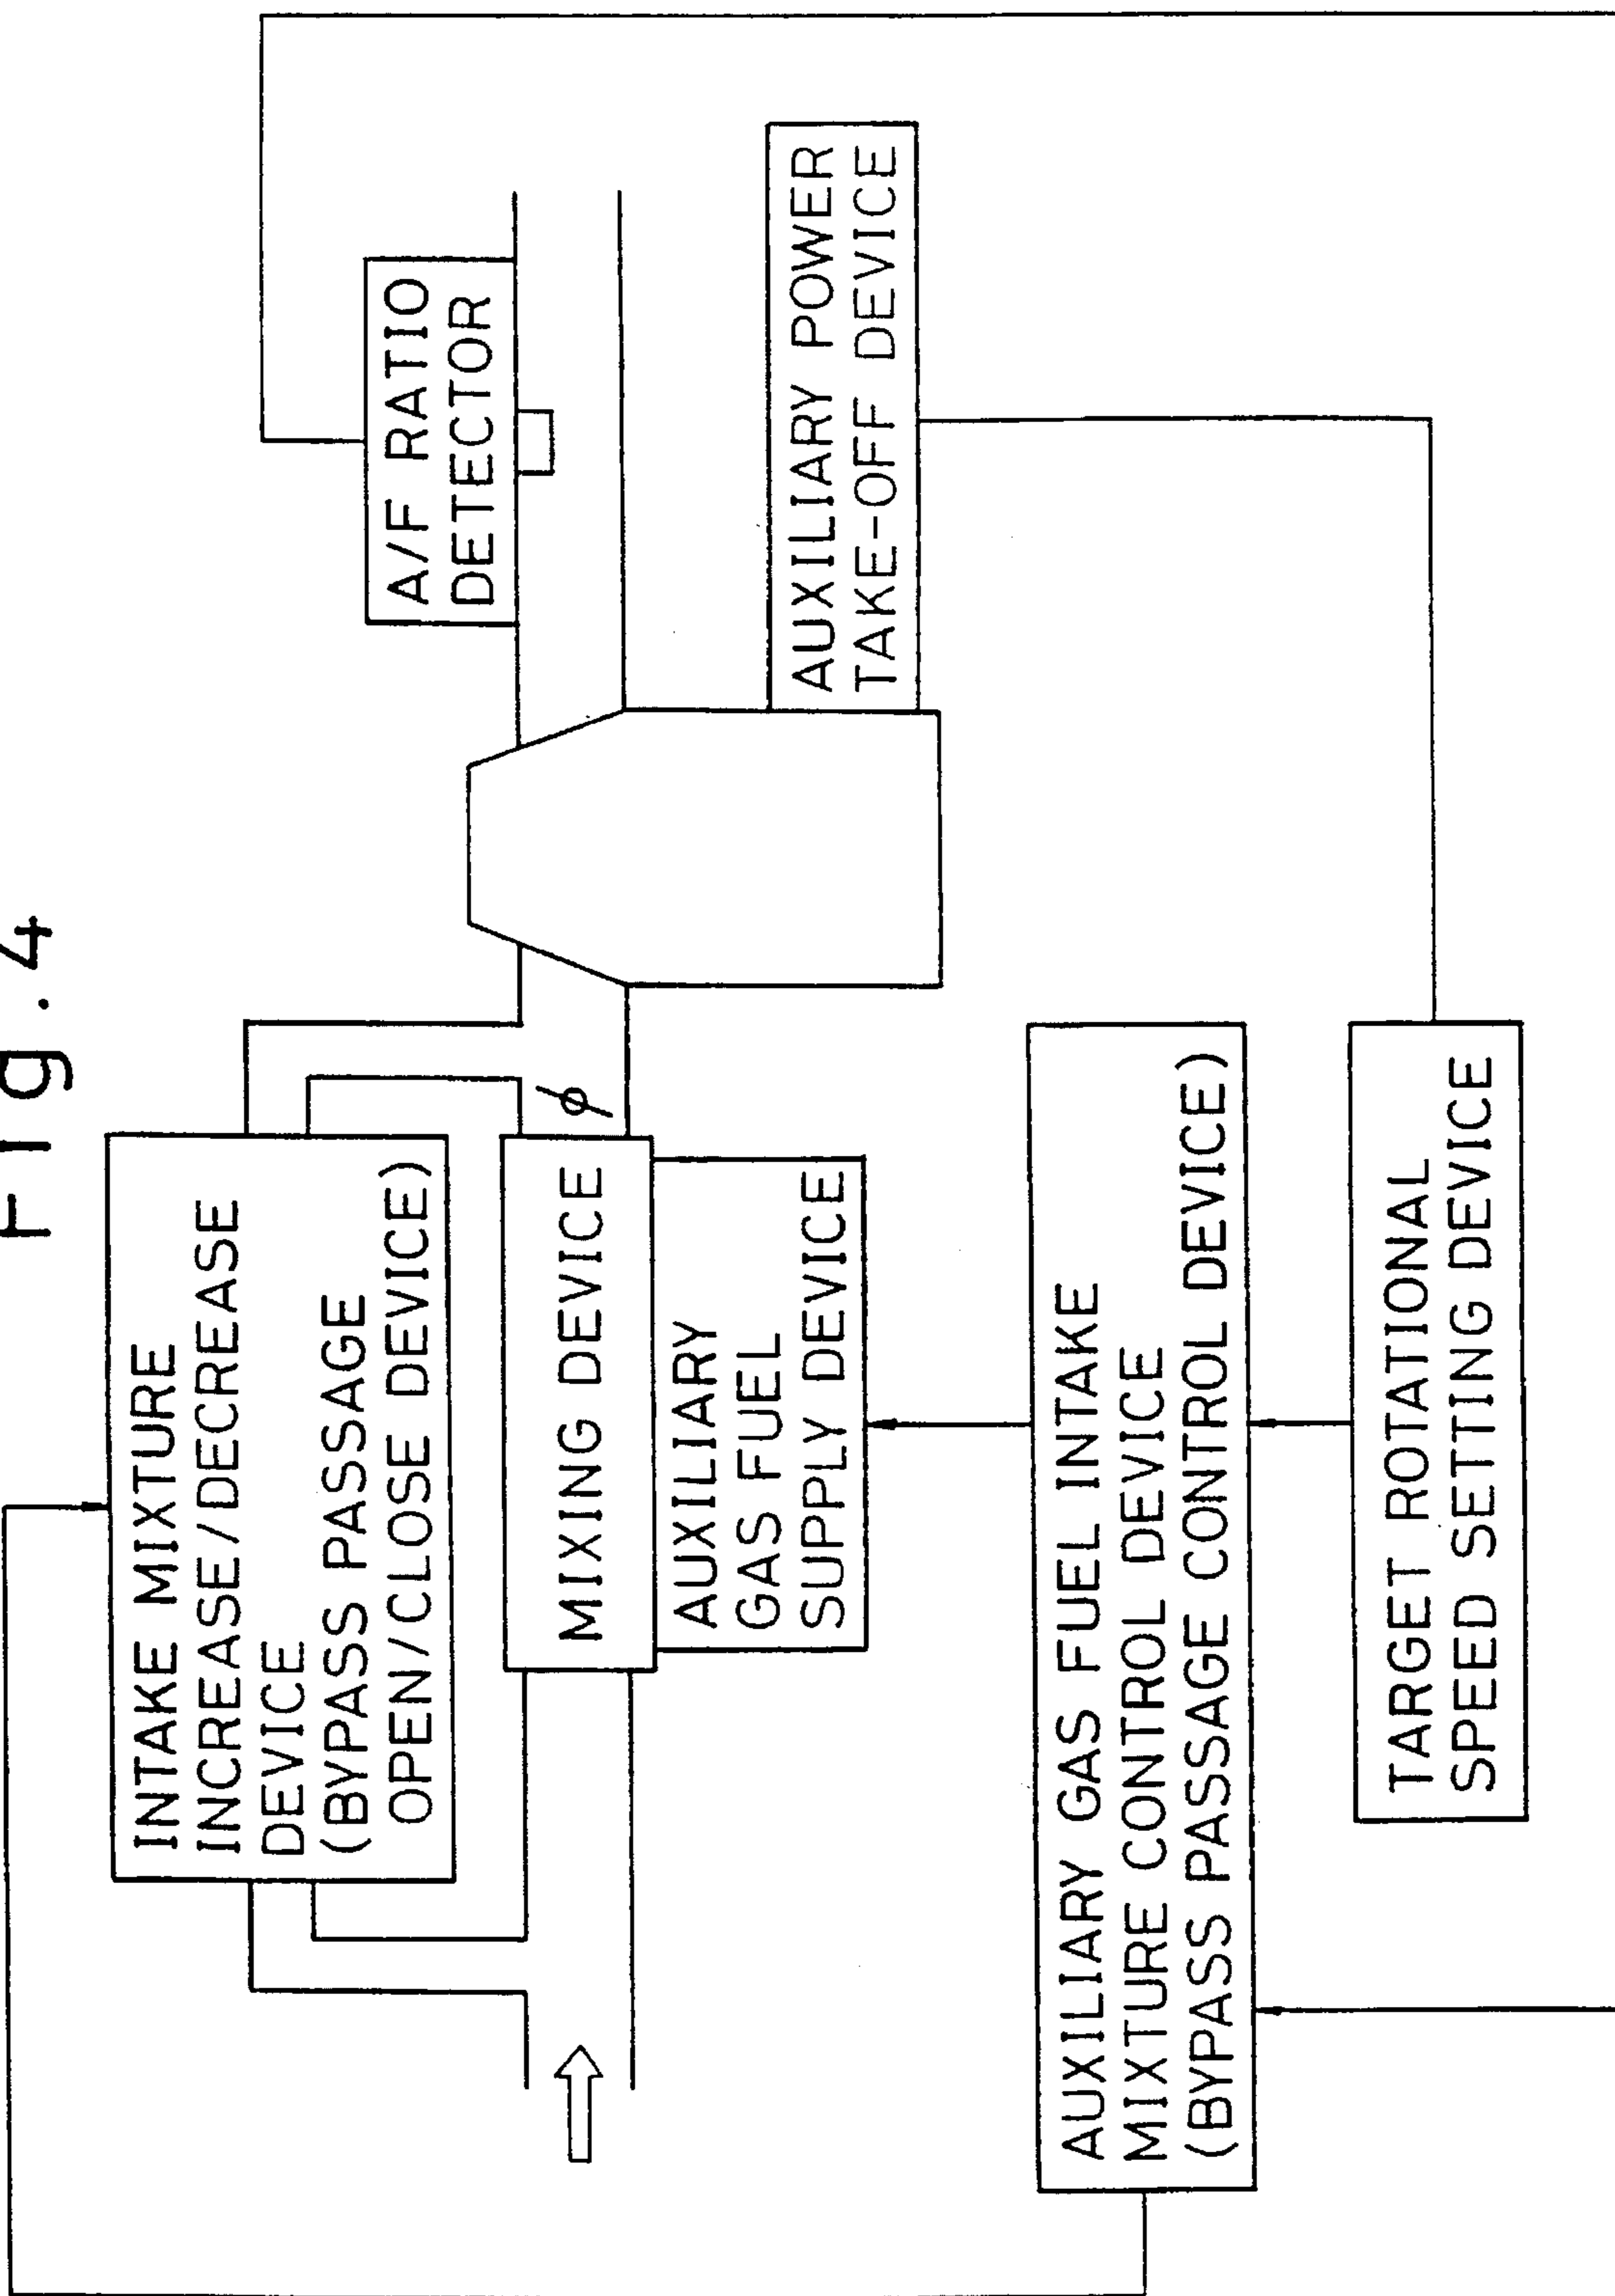 Fig.4
INTAKE MIXTURE
INCREASE/DECREASE
DEVICE
(BYPASS PASSAGE
OPEN/CLOSE DEVICE)
MIXING DEVICE
AUXILIARY
GAS FUEL
SUPPLY DEVICE
A/F RATIO
DETECTOR
AUXILIARY POWER
TAKE-OFF DEVICE
AUXILIARY GAS FUEL INTAKE
MIXTURE CONTROL DEVICE
(BYPASS PASSAGE CONTROL DEVICE)
TARGET ROTATIONAL
SPEED SETTING DEVICE